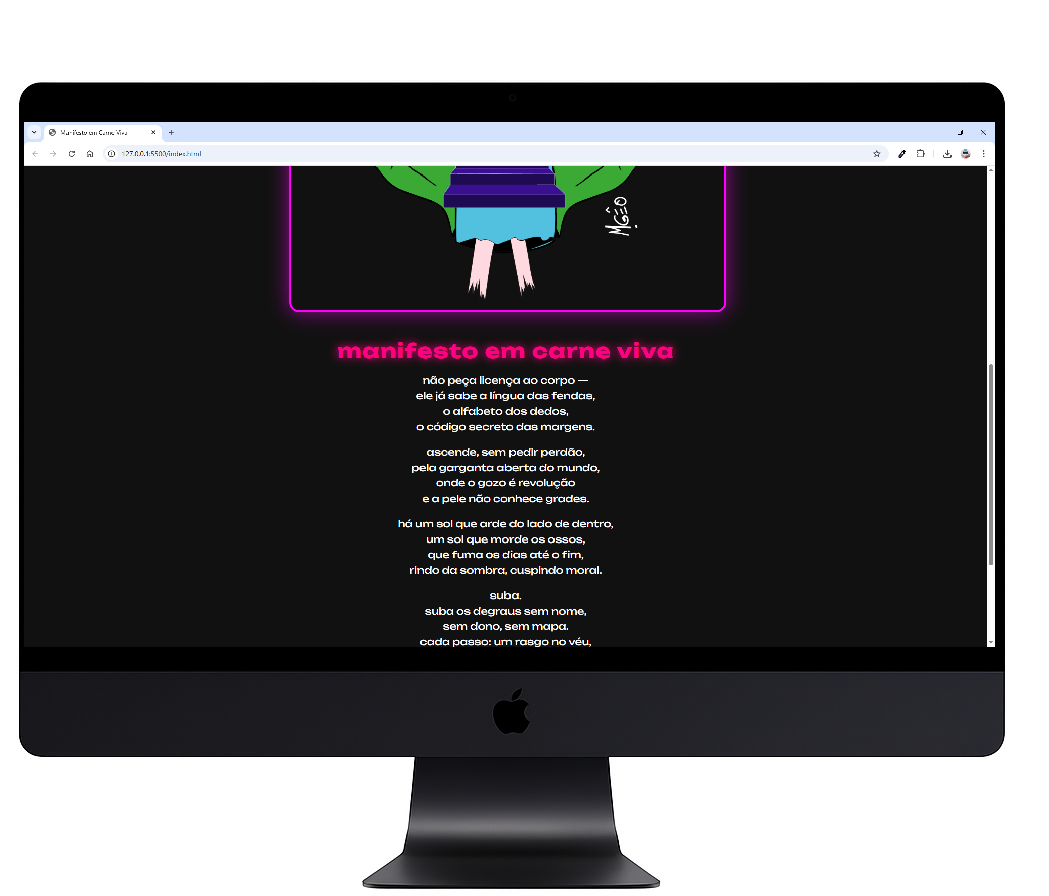 Manifesto em Carne Viva
127.0.0.1:5500/index.html
MGÊO
manifesto em carne viva
não peça licença ao corpo —
ele já sabe a língua das fendas,
o alfabeto dos dedos,
o código secreto das margens.
ascende, sem pedir perdão,
pela garganta aberta do mundo,
onde o gozo é revolução
e a pele não conhece grades.
há um sol que arde do lado de dentro,
um sol que morde os ossos,
que fuma os dias até o fim,
rindo da sombra, cuspindo moral.
suba.
suba os degraus sem nome,
sem dono, sem mapa.
cada passo: um rasgo no véu,